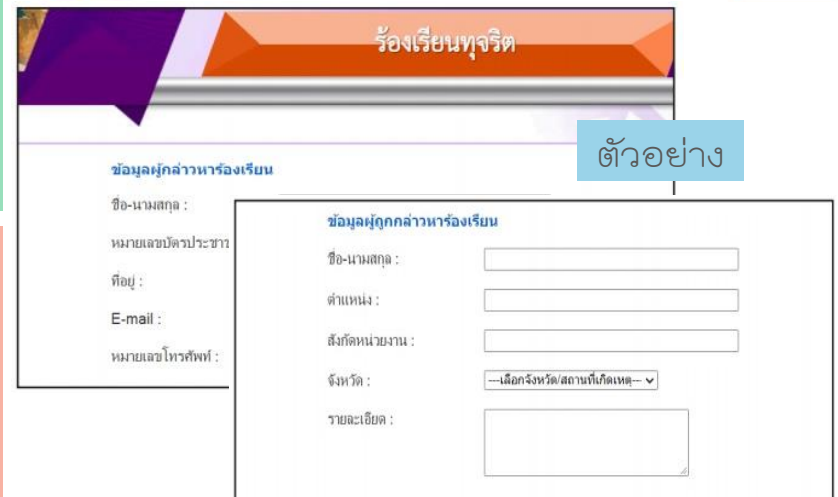 ร้องเรียนทุจริต
ตัวอย่าง
ข้อมูลผู้กล่าวหาร้องเรียน
ชื่อ-นามสกุล :
หมายเลขบัตรประชาช
ที่อยู่ :
E-mail :
หมายเลขโทรศัพท์ :
ข้อมูลผู้ถูกกล่าวหาร้องเรียน
ชื่อ-นามสกุล :
ตำแหน่ง :
สังกัดหน่วยงาน :
จังหวัด :
---เลือกจังหวัด/สถานที่เกิดเหตุ---
รายละเอียด :